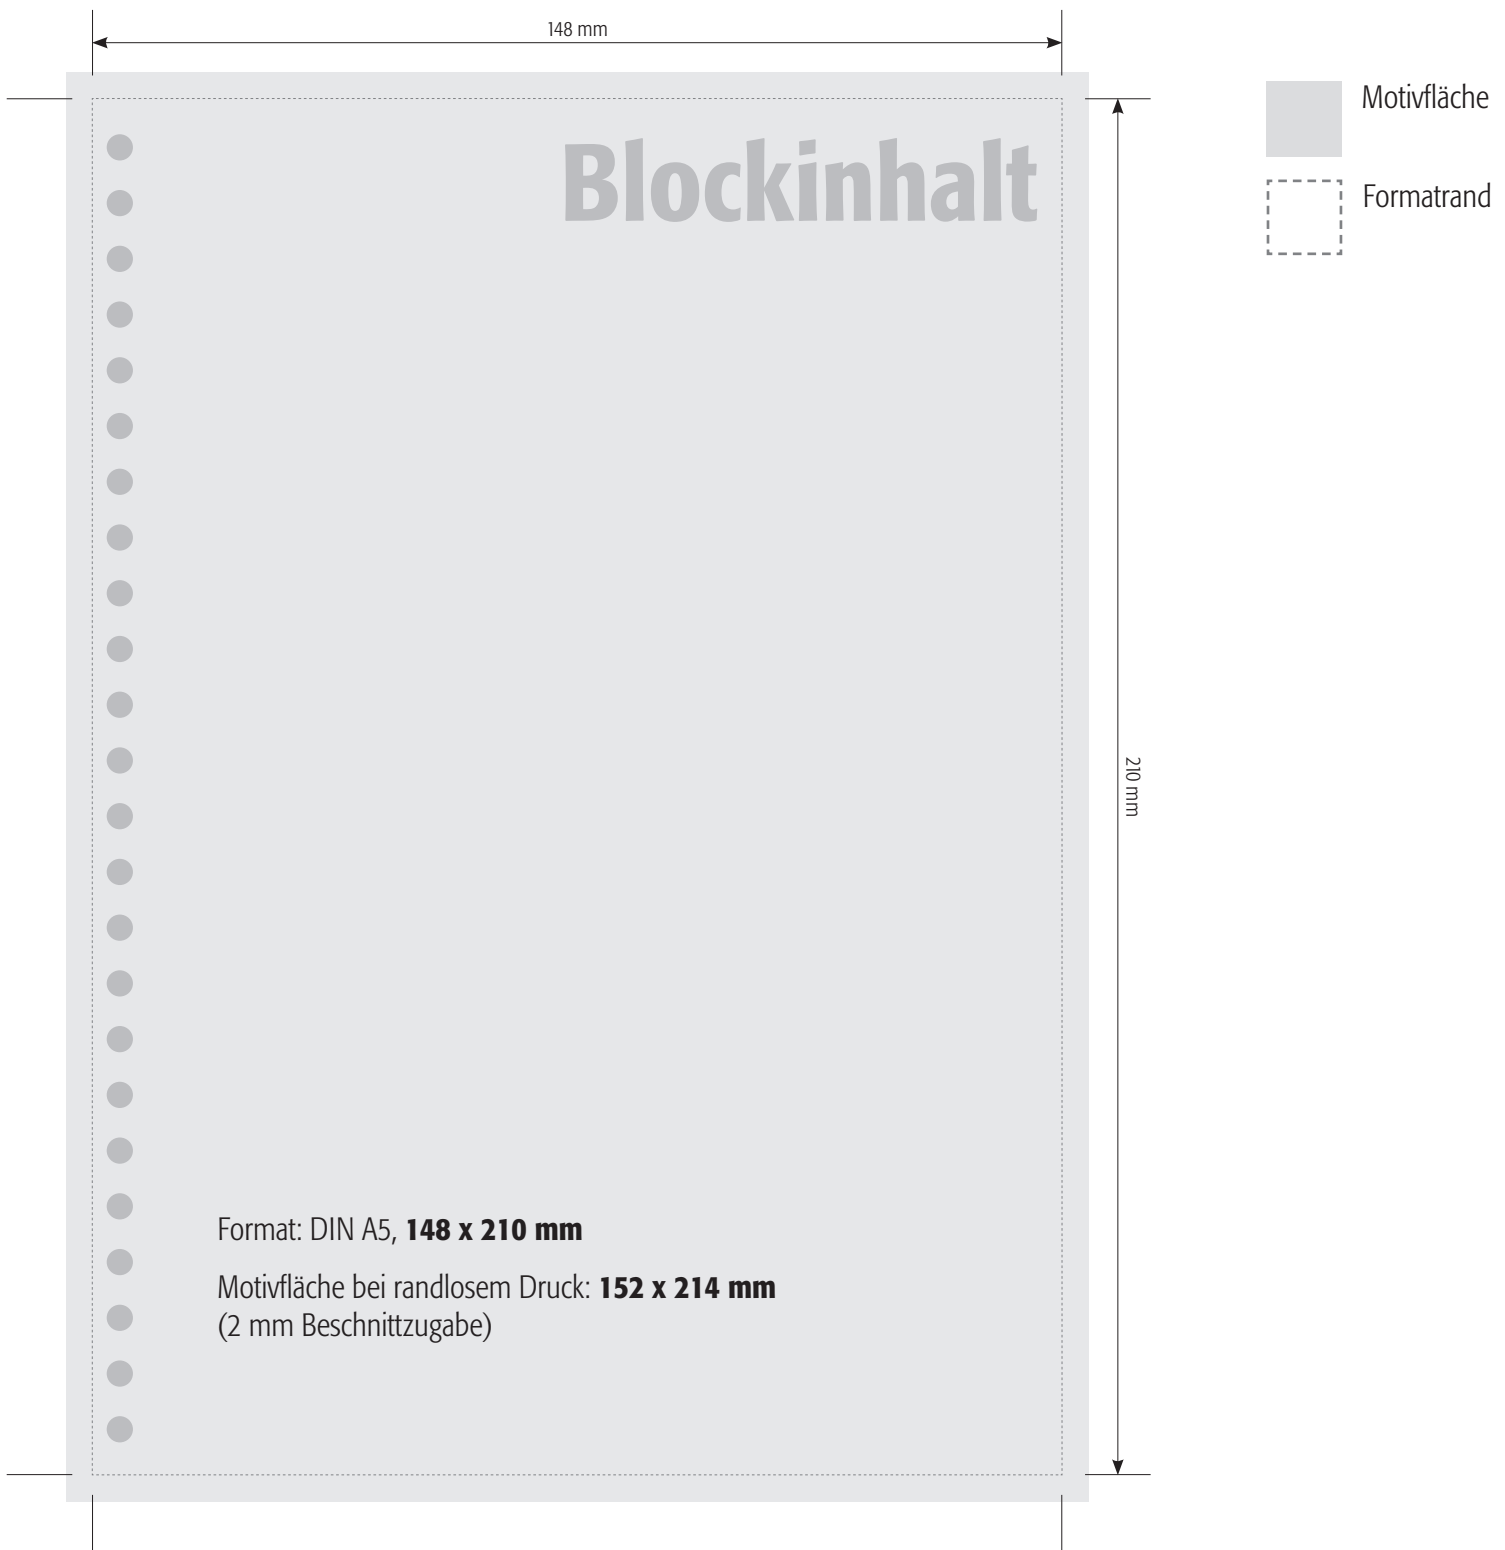 148 mm
Motivfläche
Formatrand
Blockinhalt
210 mm
Format: DIN A5, 148 x 210 mm
Motivfläche bei randlosem Druck: 152 x 214 mm
(2 mm Beschnittzugabe)